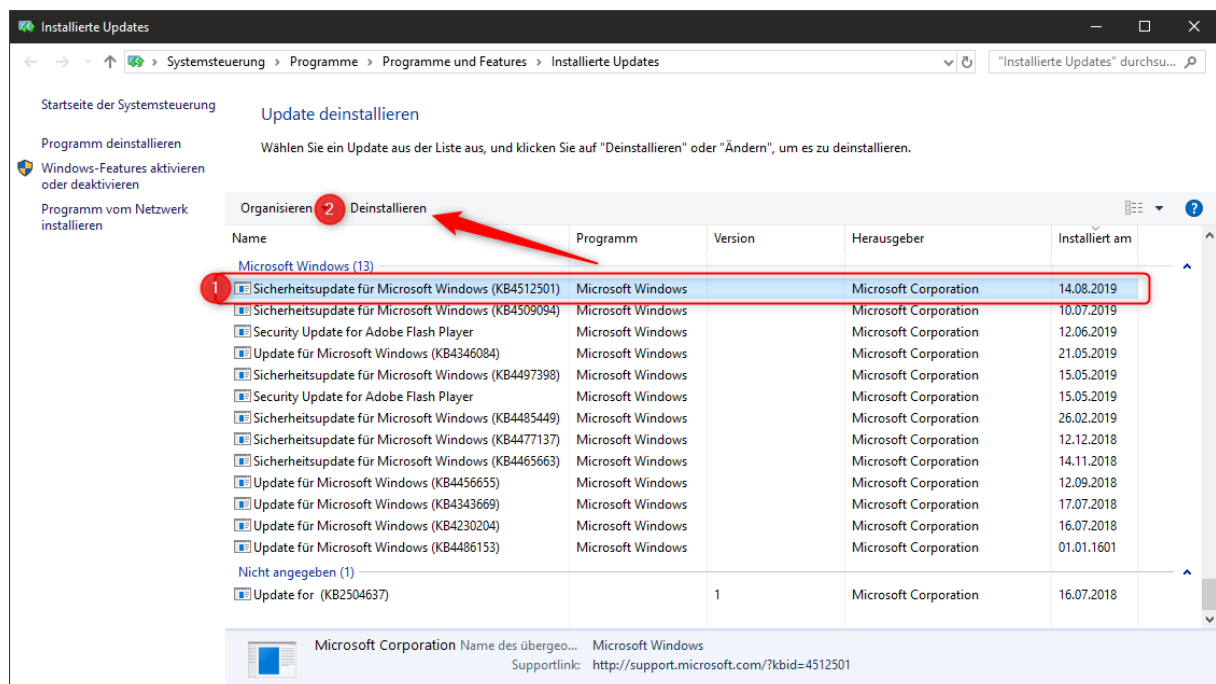 Installierte Updates
Systemsteuerung > Programme > Programme und Features > Installierte Updates
"Installierte Updates" durchsu...
Startseite der Systemsteuerung
Programm deinstallieren
Windows-Features aktivieren
oder deaktivieren
Programm vom Netzwerk
installieren
Update deinstallieren
Wählen Sie ein Update aus der Liste aus, und klicken Sie auf "Deinstallieren" oder "Ändern", um es zu deinstallieren.
Organisieren 2 Deinstallieren ?
Name Programm Version Herausgeber Installiert am
Microsoft Windows (13)
1 Sicherheitsupdate für Microsoft Windows (KB4512501) Microsoft Windows Microsoft Corporation 14.08.2019
Sicherheitsupdate für Microsoft Windows (KB4509094) Microsoft Windows Microsoft Corporation 10.07.2019
Security Update for Adobe Flash Player Microsoft Windows Microsoft Corporation 12.06.2019
Update für Microsoft Windows (KB4346084) Microsoft Windows Microsoft Corporation 21.05.2019
Sicherheitsupdate für Microsoft Windows (KB4497398) Microsoft Windows Microsoft Corporation 15.05.2019
Security Update for Adobe Flash Player Microsoft Windows Microsoft Corporation 15.05.2019
Sicherheitsupdate für Microsoft Windows (KB4485449) Microsoft Windows Microsoft Corporation 26.02.2019
Sicherheitsupdate für Microsoft Windows (KB4477137) Microsoft Windows Microsoft Corporation 12.12.2018
Sicherheitsupdate für Microsoft Windows (KB4465663) Microsoft Windows Microsoft Corporation 14.11.2018
Update für Microsoft Windows (KB4456655) Microsoft Windows Microsoft Corporation 12.09.2018
Update für Microsoft Windows (KB4343669) Microsoft Windows Microsoft Corporation 17.07.2018
Update für Microsoft Windows (KB4230204) Microsoft Windows Microsoft Corporation 16.07.2018
Update für Microsoft Windows (KB4486153) Microsoft Windows Microsoft Corporation 01.01.1601
Nicht angegeben (1)
Update for (KB2504637) 1 Microsoft Corporation 16.07.2018
Microsoft Corporation Name des übergeo... Microsoft Windows
Supportlink: http://support.microsoft.com/?kbid=4512501